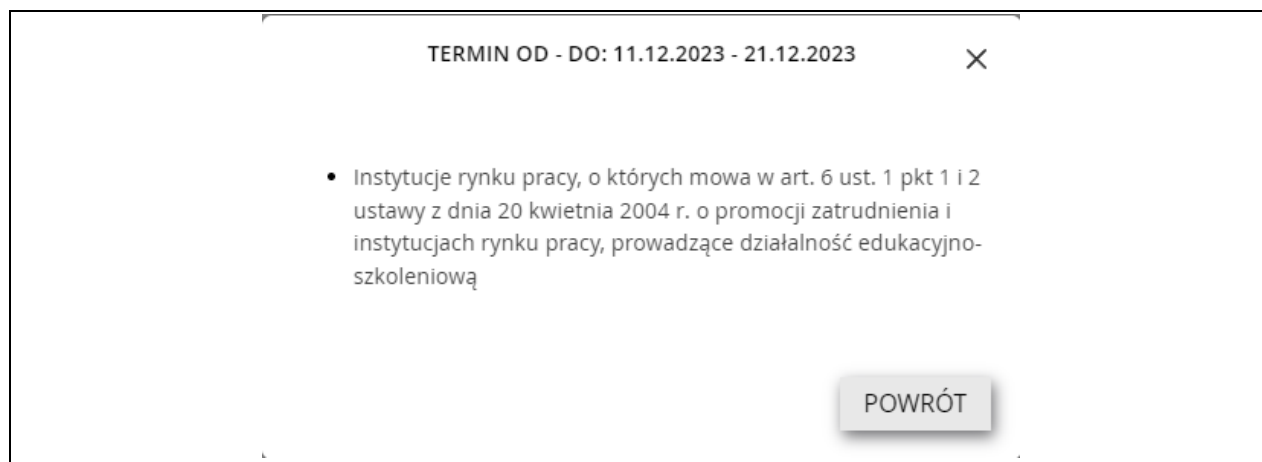 TERMIN OD - DO: 11.12.2023 - 21.12.2023
Instytucje rynku pracy, o których mowa w art. 6 ust. 1 pkt 1 i 2
ustawy z dnia 20 kwietnia 2004 r. o promocji zatrudnienia i
instytucjach rynku pracy, prowadzące działalność edukacyjno-
szkoleniową
POWRÓT